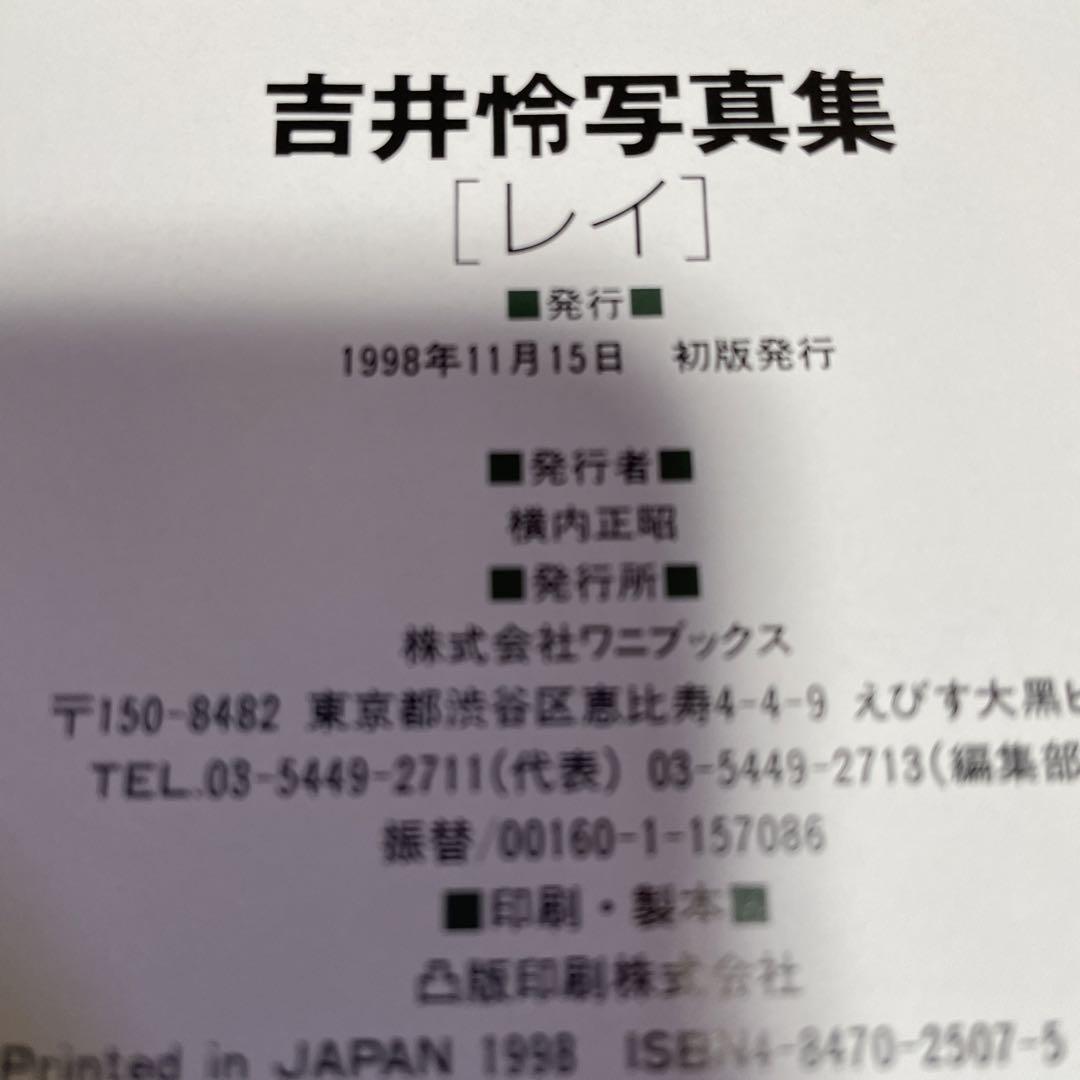 吉井怜写真集
[レイ]
■発行■
1998年11月15日 初版発行
■発行者■
横内正昭
■発行所■
株式会社ワニブックス
〒150-8482 東京都渋谷区恵比寿4-4-9 えびす大黒ビ
TEL.03-5449-2711(代表) 03-5449-2713(編集部
振替/00160-1-157086
■印刷・製本■
凸版印刷株式会社
Printed in JAPAN 1998 ISBN4-8470-2507-5